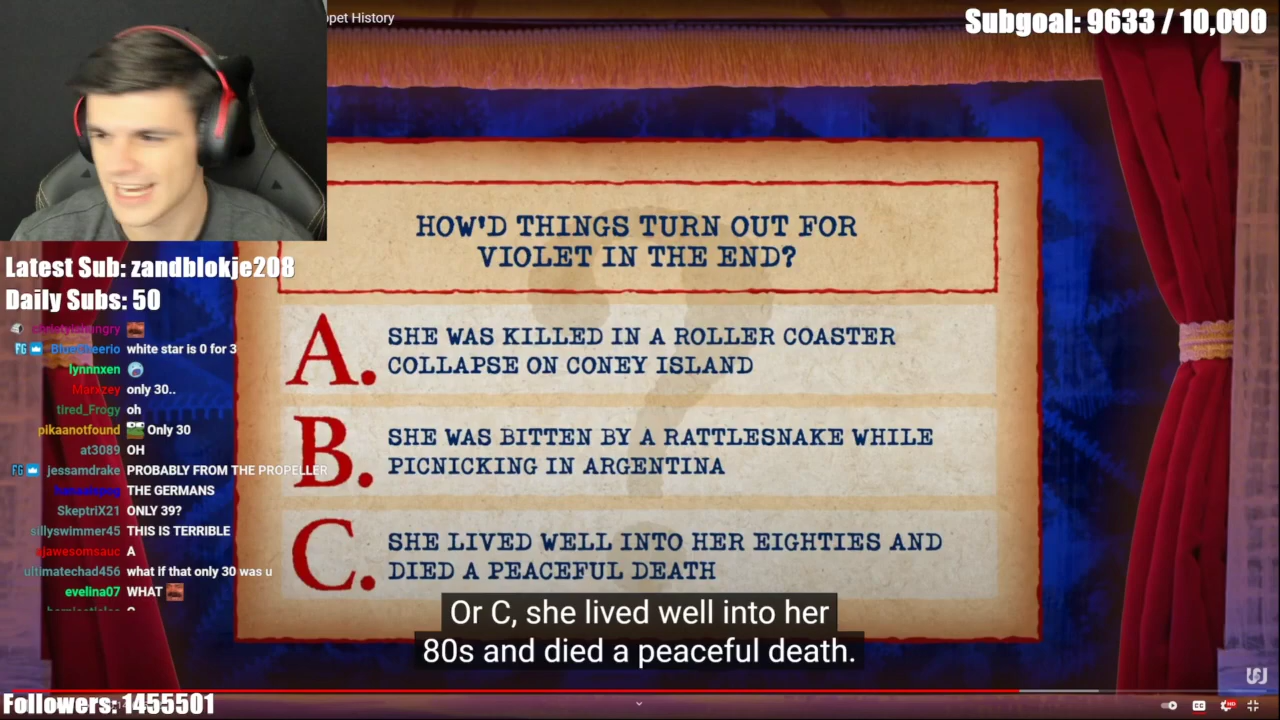 ppet History
Subgoal: 9633 / 10,000
HOW'D THINGS TURN OUT FOR
VIOLET IN THE END?
A. SHE WAS KILLED IN A ROLLER COASTER
COLLAPSE ON CONEY ISLAND
B. SHE WAS BITTEN BY A RATTLESNAKE WHILE
PICNICKING IN ARGENTINA
C. SHE LIVED WELL INTO HER EIGHTIES AND
DIED A PEACEFUL DEATH
Or C, she lived well into her
80s and died a peaceful death.
Latest Sub: zandblokje208
Daily Subs: 50
white star is 0 for 3
lynnnxen
Marxzey only 30..
tired_Frogy oh
pikaanotfound Only 30
at3089 OH
FG jessamdrake PROBABLY FROM THE PROPELLER
THE GERMANS
SkeptriX21 ONLY 39?
sillyswimmer45 THIS IS TERRIBLE
ajawesomsauc A
ultimatechad456 what if that only 30 was u
evelina07 WHAT
Followers: 1455501
CC